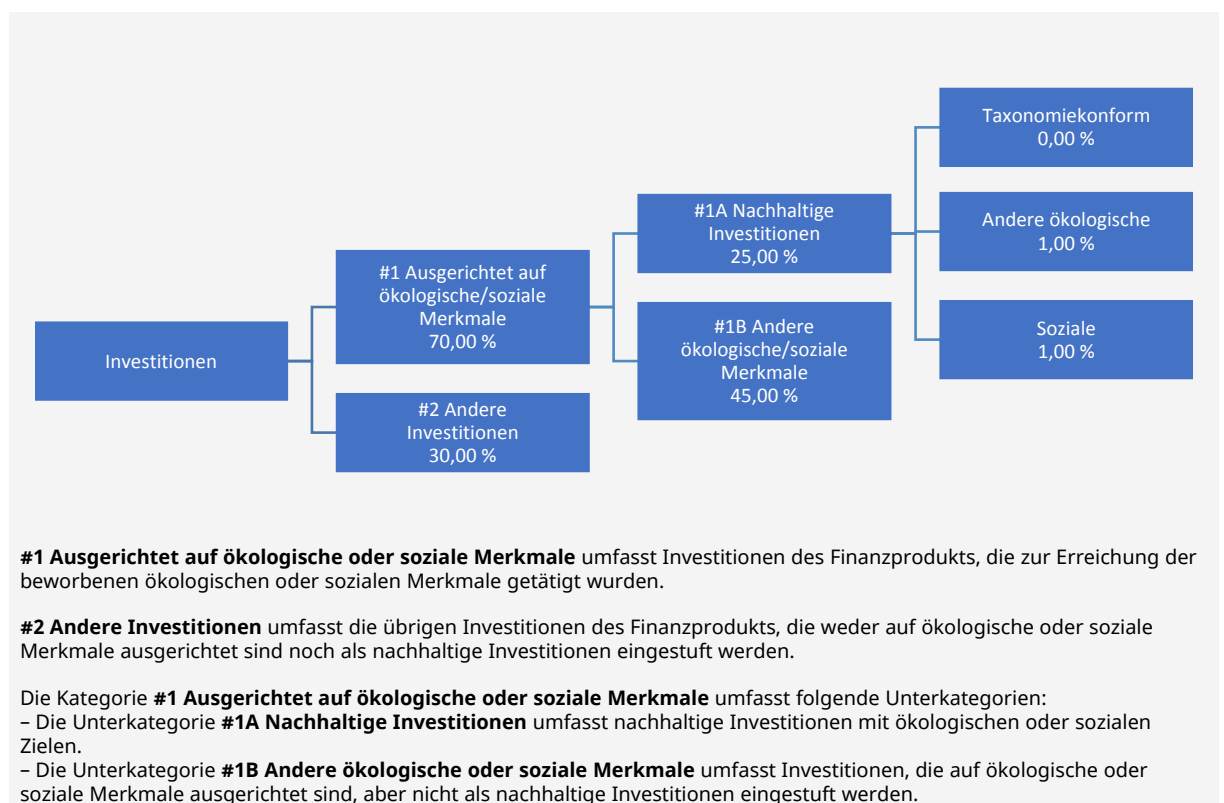 Taxonomiekonform
0,00 %
#1A Nachhaltige
Investitionen
25,00 %
Andere ökologische
1,00 %
#1 Ausgerichtet auf
ökologische/soziale
Merkmale
70,00 %
#1B Andere
ökologische/soziale
Merkmale
45,00 %
Soziale
1,00 %
Investitionen
#2 Andere
Investitionen
30,00 %
#1 Ausgerichtet auf ökologische oder soziale Merkmale umfasst Investitionen des Finanzprodukts, die zur Erreichung der
beworbenen ökologischen oder sozialen Merkmale getätigt wurden.
#2 Andere Investitionen umfasst die übrigen Investitionen des Finanzprodukts, die weder auf ökologische oder soziale
Merkmale ausgerichtet sind noch als nachhaltige Investitionen eingestuft werden.
Die Kategorie #1 Ausgerichtet auf ökologische oder soziale Merkmale umfasst folgende Unterkategorien:
– Die Unterkategorie #1A Nachhaltige Investitionen umfasst nachhaltige Investitionen mit ökologischen oder sozialen
Zielen.
– Die Unterkategorie #1B Andere ökologische oder soziale Merkmale umfasst Investitionen, die auf ökologische oder
soziale Merkmale ausgerichtet sind, aber nicht als nachhaltige Investitionen eingestuft werden.